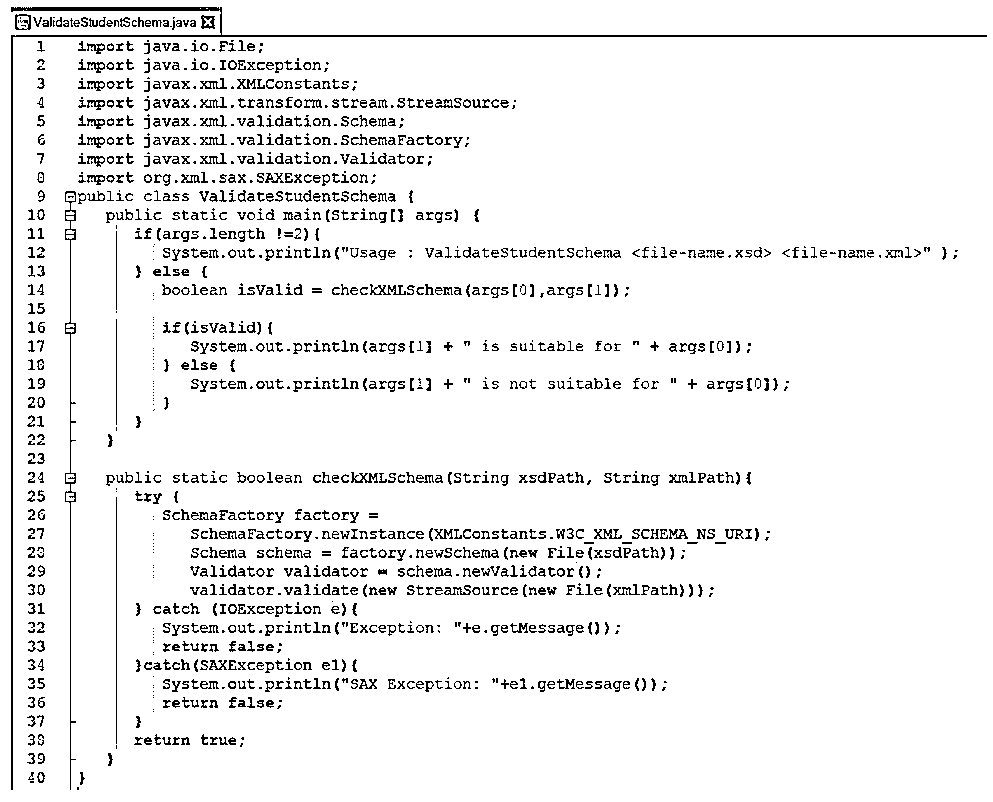 ValidateStudentSchema.java
1 import java.io.File;
2 import java.io.IOException;
3 import javax.xml.XMLConstants;
4 import javax.xml.transform.stream.StreamSource;
5 import javax.xml.validation.Schema;
6 import javax.xml.validation.SchemaFactory;
7 import javax.xml.validation.Validator;
8 import org.xml.sax.SAXException;
9 public class ValidateStudentSchema {
10 public static void main(String[] args) {
11 if(args.length !=2){
12 System.out.println("Usage : ValidateStudentSchema <file-name.xsd> <file-name.xml>" );
13 } else {
14 boolean isValid = checkXMLSchema(args[0],args[1]);
15
16 if(isValid){
17 System.out.println(args[1] + " is suitable for " + args[0]);
18 } else {
19 System.out.println(args[1] + " is not suitable for " + args[0]);
20 }
21 }
22 }
23
24 public static boolean checkXMLSchema(String xsdPath, String xmlPath){
25 try {
26 SchemaFactory factory =
27 SchemaFactory.newInstance(XMLConstants.W3C_XML_SCHEMA_NS_URI);
28 Schema schema = factory.newSchema(new File(xsdPath));
29 Validator validator = schema.newValidator();
30 validator.validate(new StreamSource(new File(xmlPath)));
31 } catch (IOException e){
32 System.out.println("Exception: "+e.getMessage());
33 return false;
34 }catch(SAXException e1){
35 System.out.println("SAX Exception: "+e1.getMessage());
36 return false;
37 }
38 return true;
39 }
40 }